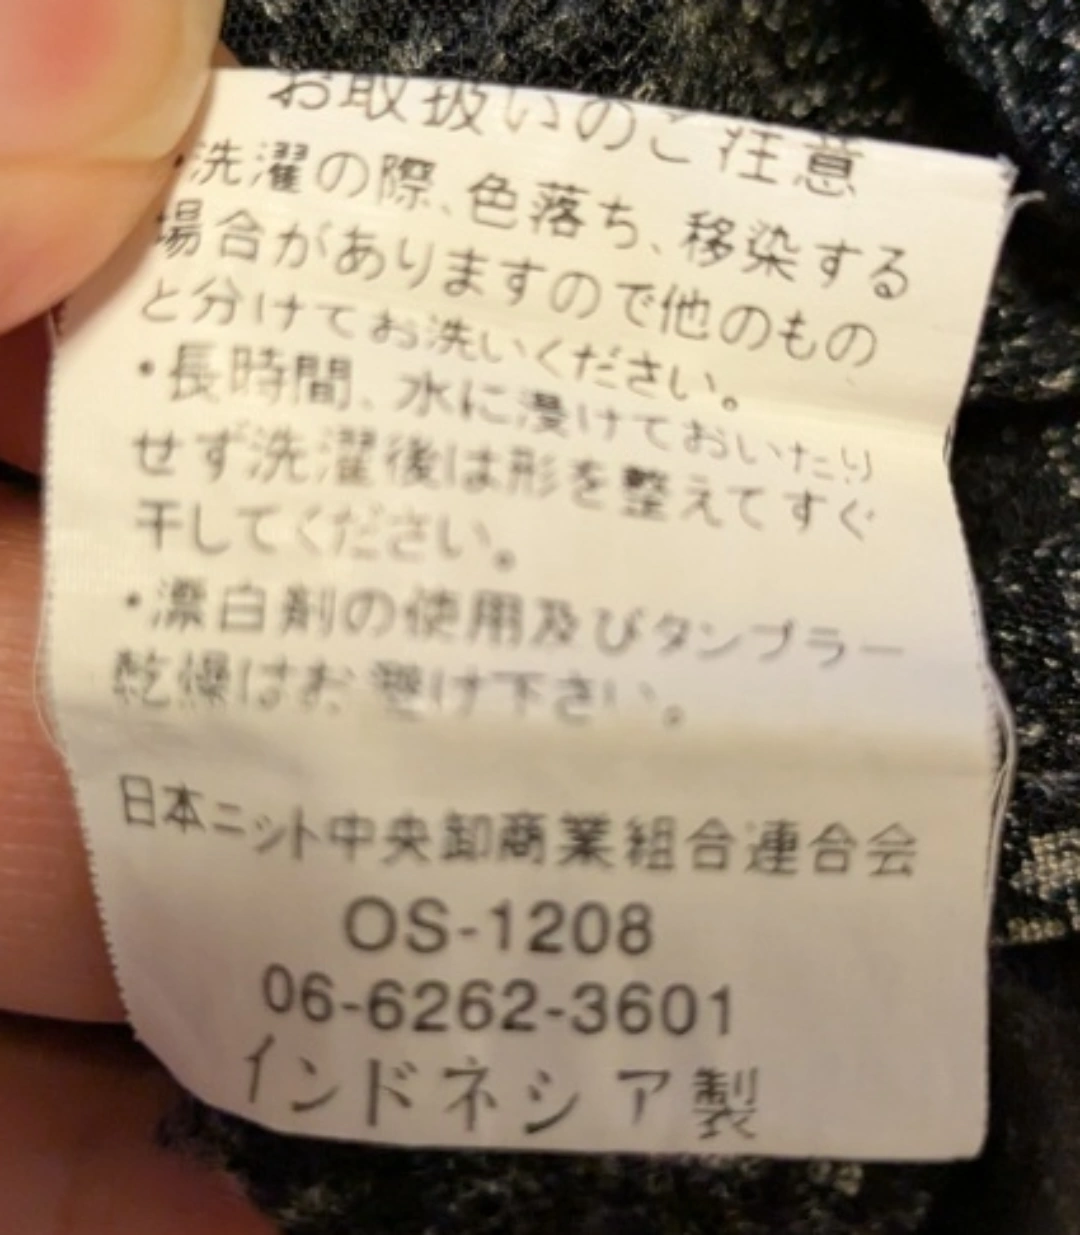 お取扱いのご注意
・洗濯の際、色落ち、移染する
場合がありますので他のもの
と分けてお洗いください。
・長時間、水に浸けておいたり
せず洗濯後は形を整えてすぐ
干してください。
・漂白剤の使用及びタンブラー
乾燥はお避け下さい。
日本ニット中央卸商業組合連合会
OS-1208
06-6262-3601
インドネシア製